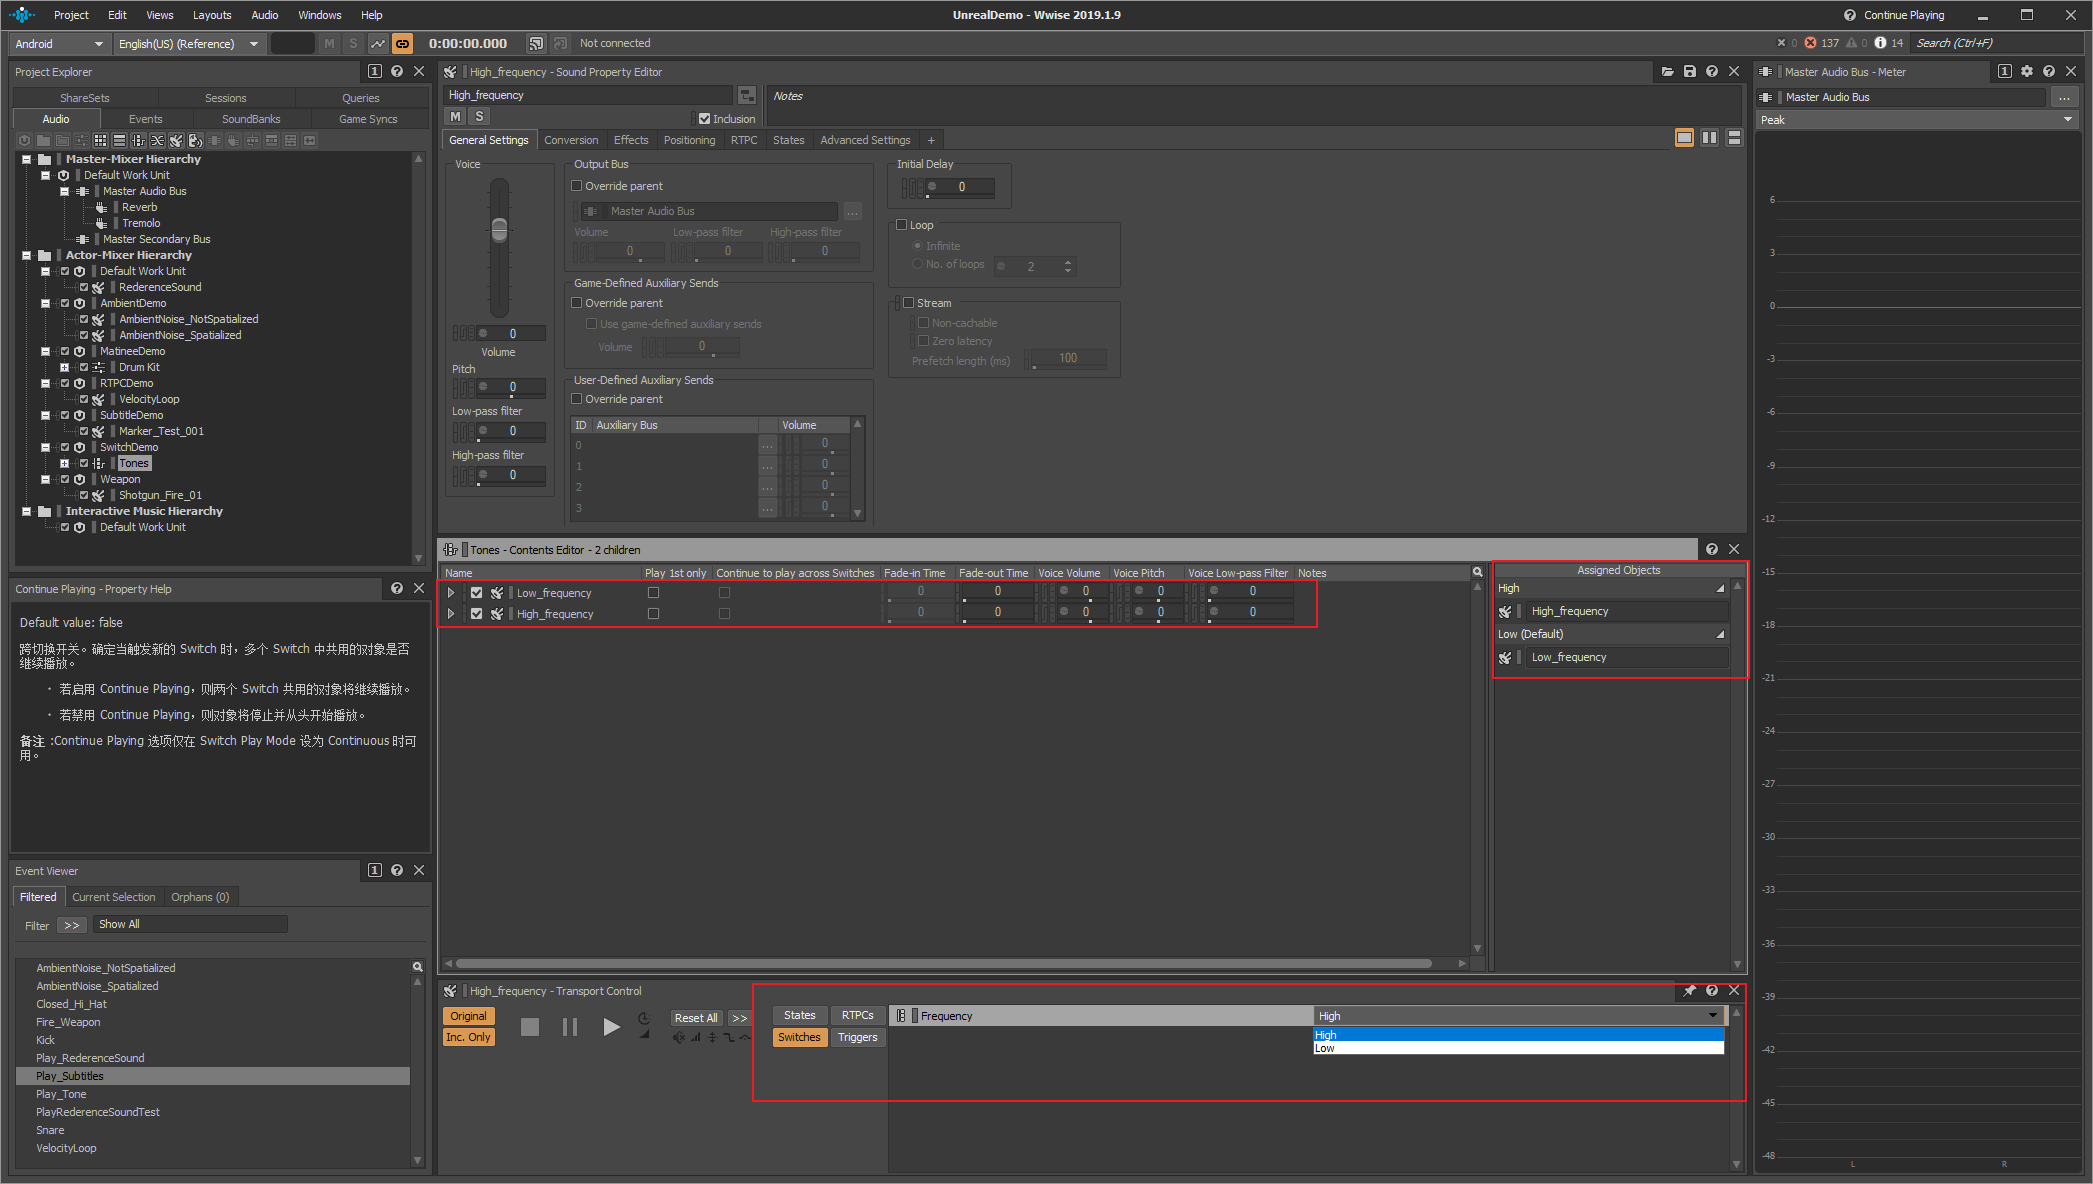 Project Edit Views Layouts Audio Windows Help
UnrealDemo - Wwise 2019.1.9
Continue Playing
Android
English(US) (Reference)
M S
0:00:00.000
Not connected
0 137 0 14
Search (Ctrl+F)
Project Explorer
1
ShareSets Sessions Queries
Audio Events SoundBanks Game Syncs
Master-Mixer Hierarchy
Default Work Unit
Master Audio Bus
Reverb
Tremolo
Master Secondary Bus
Actor-Mixer Hierarchy
Default Work Unit
RederenceSound
AmbientDemo
AmbientNoise_NotSpatialized
AmbientNoise_Spatialized
MatineeDemo
Drum Kit
RTPCDemo
VelocityLoop
SubtitleDemo
Marker_Test_001
SwitchDemo
Tones
Weapon
Shotgun_Fire_01
Interactive Music Hierarchy
Default Work Unit
Continue Playing - Property Help
Default value: false
跨切换开关。确定当触发新的 Switch 时，多个 Switch 中共用的对象是否
继续播放。
· 若启用 Continue Playing，则两个 Switch 共用的对象将继续播放。
· 若禁用 Continue Playing，则对象将停止并从头开始播放。
备注 :Continue Playing 选项仅在 Switch Play Mode 设为 Continuous 时可
用。
Event Viewer
1
Filtered Current Selection Orphans (0)
Filter >> Show All
AmbientNoise_NotSpatialized
AmbientNoise_Spatialized
Closed_Hi_Hat
Fire_Weapon
Kick
Play_RederenceSound
Play_Subtitles
Play_Tone
PlayRederenceSoundTest
Snare
VelocityLoop
High_frequency - Sound Property Editor
High_frequency
Notes
M S
Inclusion
General Settings Conversion Effects Positioning RTPC States Advanced Settings +
Voice
0
Volume
Pitch
0
Low-pass filter
0
High-pass filter
0
Output Bus
Override parent
Master Audio Bus ...
Volume Low-pass filter High-pass filter
0 0 0
Game-Defined Auxiliary Sends
Override parent
Use game-defined auxiliary sends
Volume 0
User-Defined Auxiliary Sends
Override parent
ID Auxiliary Bus Volume
0 ... 0
1 ... 0
2 ... 0
3 ... 0
Initial Delay
0
Loop
Infinite
No. of loops 2
Stream
Non-cachable
Zero latency
Prefetch length (ms) 100
Tones - Contents Editor - 2 children
Name Play 1st only Continue to play across Switches Fade-in Time Fade-out Time Voice Volume Voice Pitch Voice Low-pass Filter Notes
Low_frequency 0 0 0 0 0
High_frequency 0 0 0 0 0
Assigned Objects
High
High_frequency
Low (Default)
Low_frequency
High_frequency - Transport Control
Original
Inc. Only
Reset All >>
States RTPCs
Switches Triggers
Frequency High
High
Low
Master Audio Bus - Meter
1
Master Audio Bus ...
Peak
6
3
0
-3
-6
-9
-12
-15
-18
-21
-24
-27
-30
-33
-36
-39
-42
-45
-48
L R